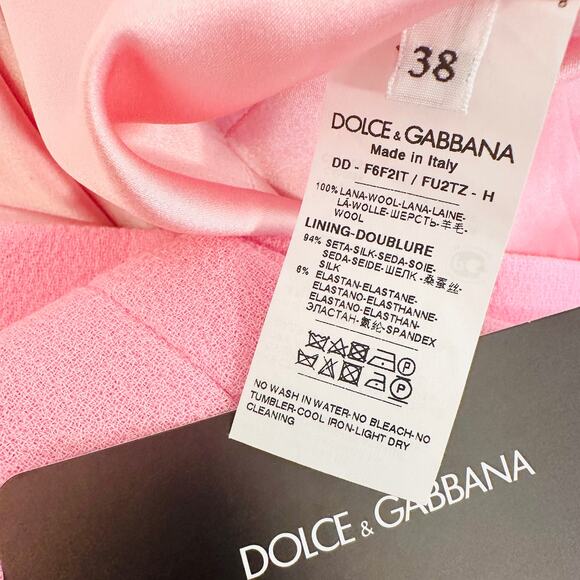 38
DOLCE & GABBANA
Made in Italy
DD - F6F2IT / FU2TZ - H
100% LANA-WOOL-LANA-LAINE-
LÃ-WOLLE-ШЕРСТЬ-羊毛-
WOOL
LINING-DOUBLURE
94% SETA-SILK-SEDA-SOIE-
SEDA-SEIDE-ШЕЛК-桑蚕丝-
SILK
6% ELASTAN-ELASTANE-
ELASTANO-ELASTHANNE-
ELASTANO-ELASTHAN-
ЭЛАСТАН-氨纶-SPANDEX
P
P
NO WASH IN WATER-NO BLEACH-NO
TUMBLER-COOL IRON-LIGHT DRY
CLEANING
DOLCE & GABBANA